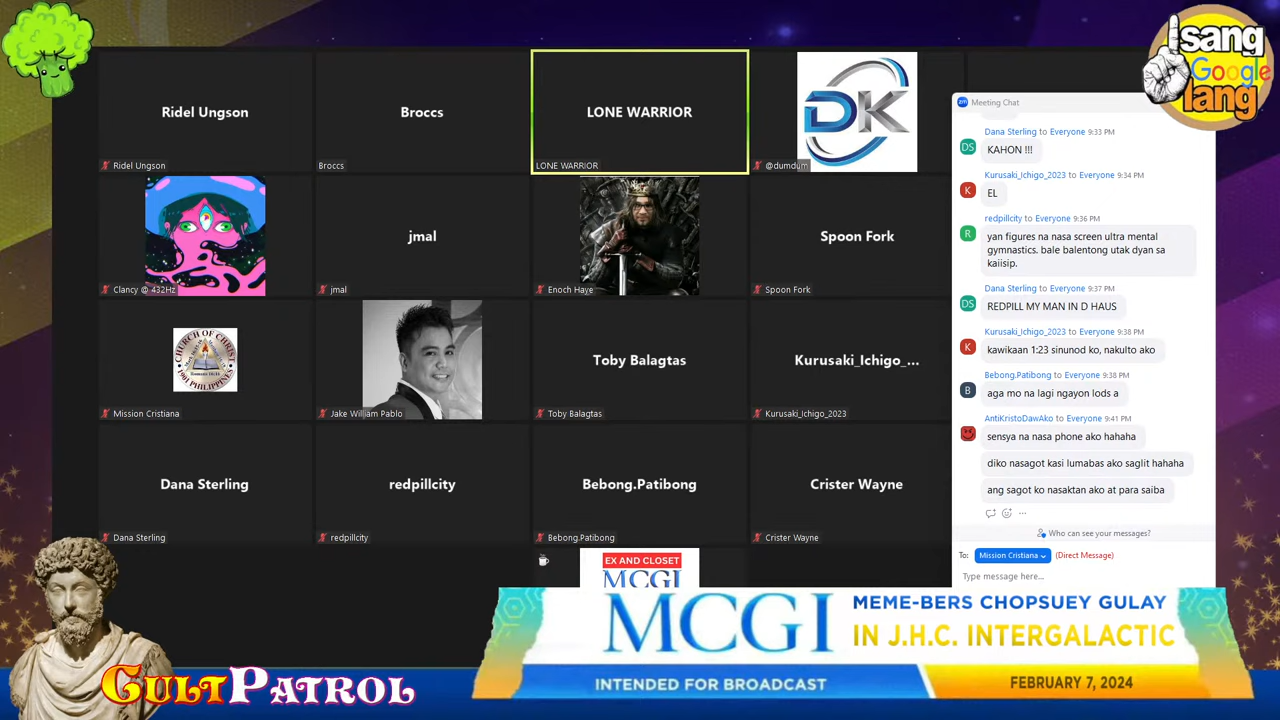 Ridel Ungson
Ridel Ungson
Broccs
Broccs
LONE WARRIOR
LONE WARRIOR
DK
@dumdum
Clancy @ 432Hz
jmal
jmal
Enoch Haye
Spoon Fork
Spoon Fork
CHURCH OF CHRIST
PHILIPPINES
Mission Cristiana
Jake William Pablo
Toby Balagtas
Toby Balagtas
Kurusaki_Ichigo_...
Kurusaki_Ichigo_2023
Dana Sterling
Dana Sterling
redpillcity
redpillcity
Bebong.Patibong
Bebong.Patibong
Crister Wayne
Crister Wayne
EX AND CLOSET
MCGI
1sang
Google
lang
zm Meeting Chat
Dana Sterling to Everyone 9:33 PM
DS
KAHON !!!
Kurusaki_Ichigo_2023 to Everyone 9:34 PM
K
EL
redpillcity to Everyone 9:36 PM
R
yan figures na nasa screen ultra mental
gymnastics. bale balentong utak dyan sa
kaiisip.
Dana Sterling to Everyone 9:37 PM
DS
REDPILL MY MAN IN D HAUS
Kurusaki_Ichigo_2023 to Everyone 9:38 PM
K
kawikaan 1:23 sinunod ko, nakulto ako
Bebong.Patibong to Everyone 9:38 PM
B
aga mo na lagi ngayon lods a
AntiKristoDawAko to Everyone 9:41 PM
sensya na nasa phone ako hahaha
diko nasagot kasi lumabas ako saglit hahaha
ang sagot ko nasaktan ako at para saiba
Who can see your messages?
To: Mission Cristiana (Direct Message)
Type message here...
MCGI
MEME-BERS CHOPSUEY GULAY
IN J.H.C. INTERGALACTIC
INTENDED FOR BROADCAST
FEBRUARY 7, 2024
CULTPATROL